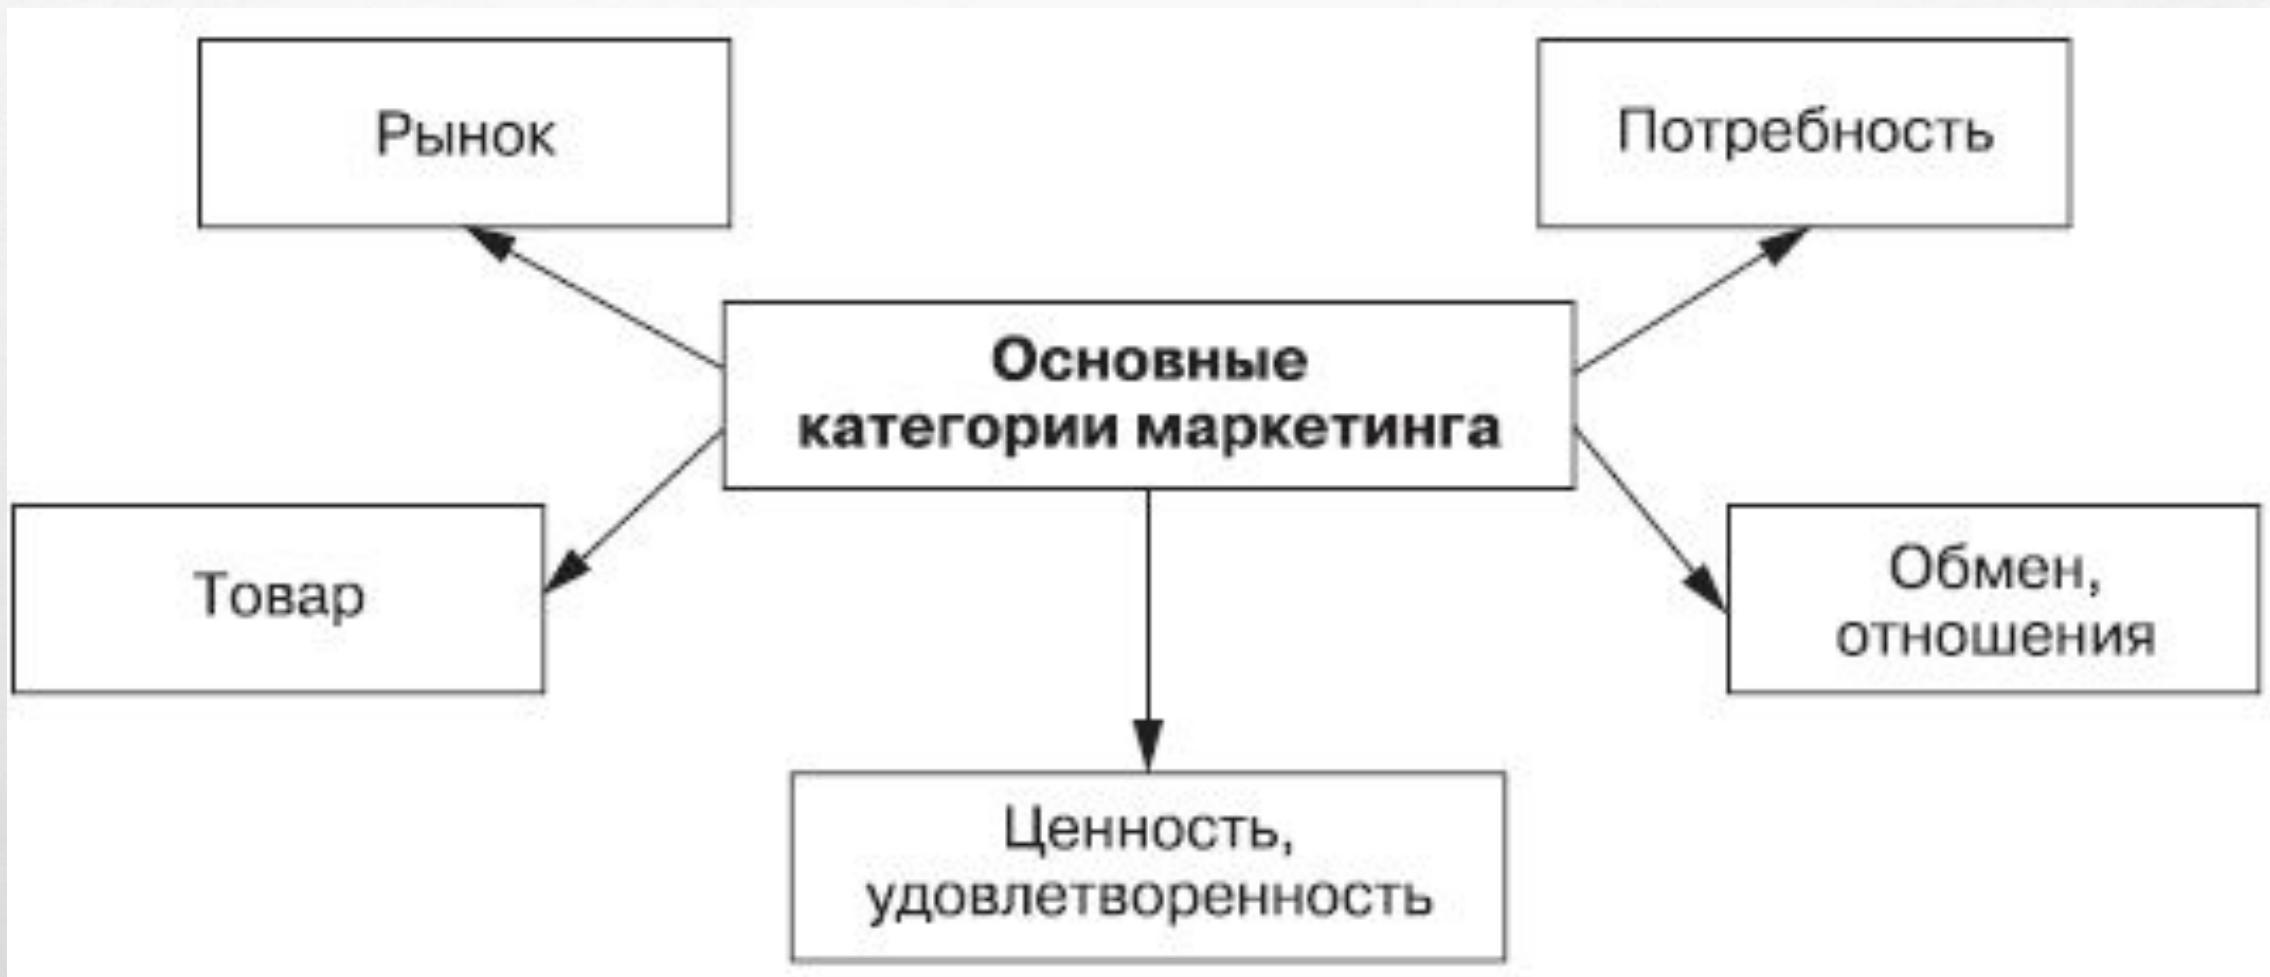 Рынок
Потребность
Основные
категории маркетинга
Товар
Обмен,
отношения
Ценность,
удовлетворенность